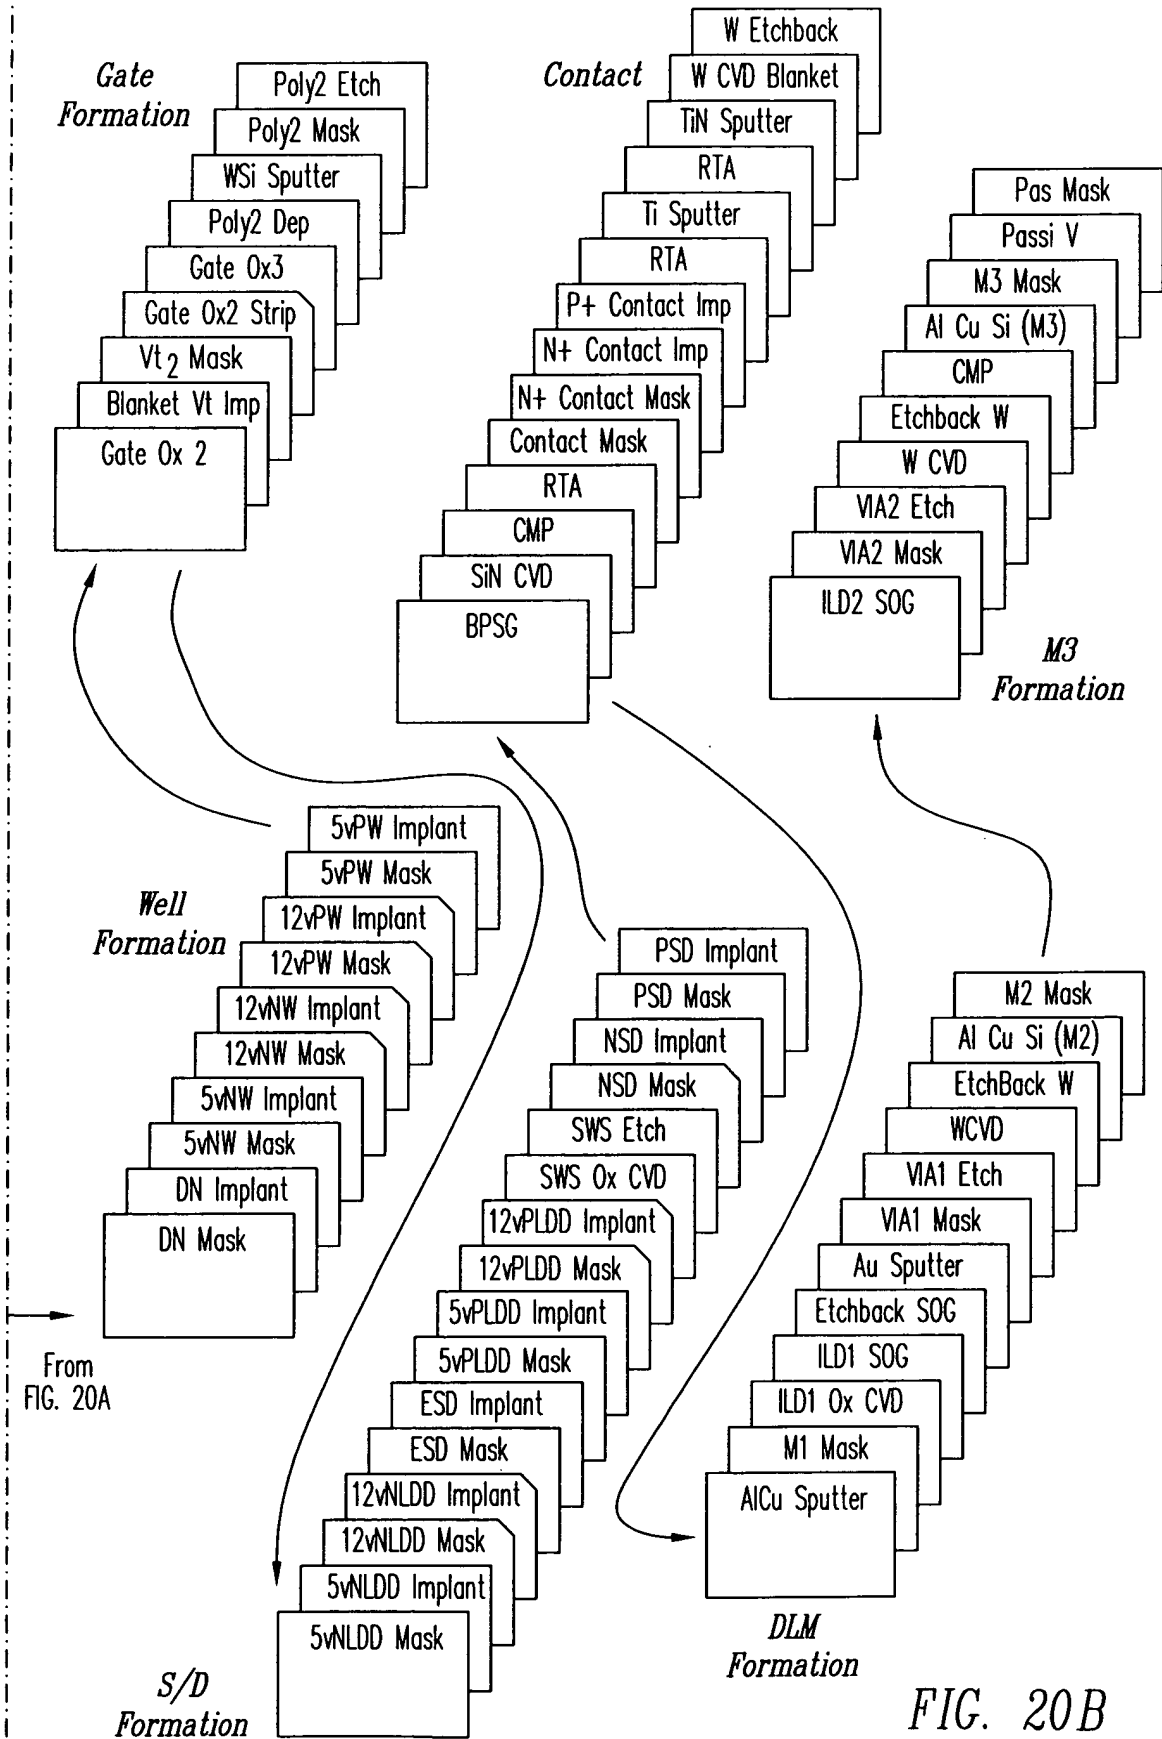 Gate
Formation
Poly2 Etch
Poly2 Mask
WSi Sputter
Poly2 Dep
Gate Ox3
Gate Ox2 Strip
Vt2 Mask
Blanket Vt Imp
Gate Ox 2
Contact
W Etchback
W CVD Blanket
TiN Sputter
RTA
Ti Sputter
RTA
P+ Contact Imp
N+ Contact Imp
N+ Contact Mask
Contact Mask
RTA
CMP
SiN CVD
BPSG
Pas Mask
Passi V
M3 Mask
Al Cu Si (M3)
CMP
Etchback W
W CVD
VIA2 Etch
VIA2 Mask
ILD2 SOG
M3
Formation
Well
Formation
5vPW Implant
5vPW Mask
12vPW Implant
12vPW Mask
12vNW Implant
12vNW Mask
5vNW Implant
5vNW Mask
DN Implant
DN Mask
From
FIG. 20A
PSD Implant
PSD Mask
NSD Implant
NSD Mask
SWS Etch
SWS Ox CVD
12vPLDD Implant
12vPLDD Mask
5vPLDD Implant
5vPLDD Mask
ESD Implant
ESD Mask
12vNLDD Implant
12vNLDD Mask
5vNLDD Implant
5vNLDD Mask
S/D
Formation
M2 Mask
Al Cu Si (M2)
EtchBack W
WCVD
VIA1 Etch
VIA1 Mask
Au Sputter
Etchback SOG
ILD1 SOG
ILD1 Ox CVD
M1 Mask
AlCu Sputter
DLM
Formation
FIG. 20B